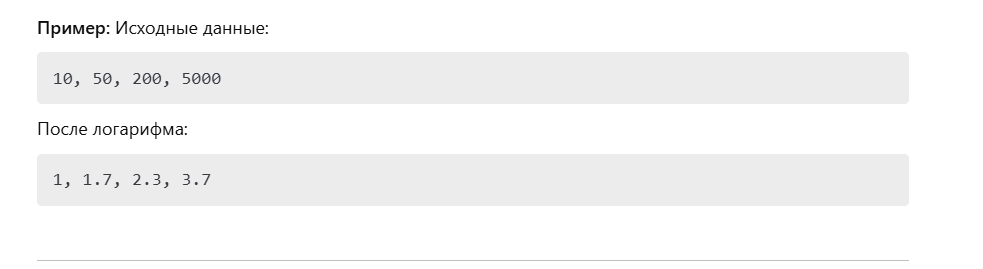 Пример: Исходные данные:
10, 50, 200, 5000
После логарифма:
1, 1.7, 2.3, 3.7